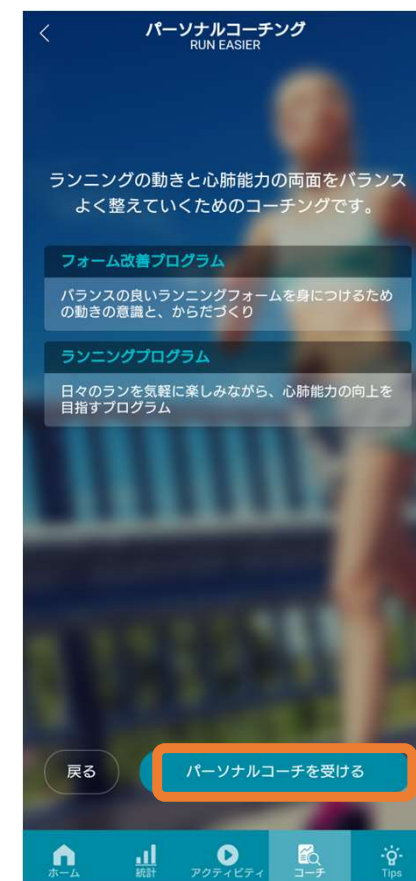 パーソナルコーチング
RUN EASIER
ランニングの動きと心肺能力の両面をバランス
よく整えていくためのコーチングです。
フォーム改善プログラム
バランスの良いランニングフォームを身につけるため
の動きの意識と、からだづくり
ランニングプログラム
日々のランを気軽に楽しみながら、心肺能力の向上を
目指すプログラム
戻る
パーソナルコーチを受ける
ホーム
統計
アクティビティ
コーチ
Tips